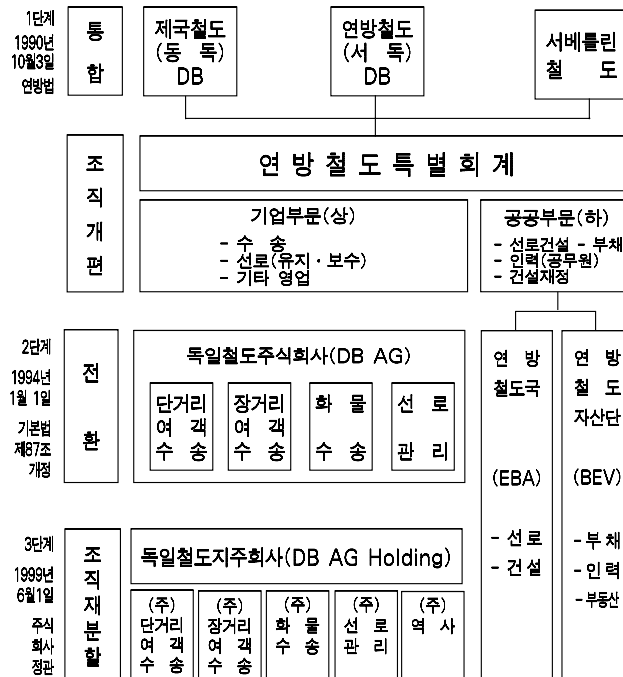 1단계
1990년
10월3일
연방법
통
합
제국철도
(동 독)
DB
연방철도
(서 독)
DB
서베를린
철 도
조
직
개
편
연 방 철 도 특 별 회 계
기업부문(상)
- 수 송
- 선로(유지·보수)
- 기타 영업
공공부문(하)
- 선로건설 - 부채
- 인력(공무원)
- 건설재정
2단계
1994년
1월 1일
기본법
제87조
개정
전
환
독일철도주식회사(DB AG)
단거리
여 객
수 송
장거리
여 객
수 송
화 물
수 송
선 로
관 리
연 방
철도국
(EBA)
- 선 로
- 건 설
연 방
철 도
자산단
(BEV)
- 부 채
- 인 력
- 부동산
3단계
1999년
6월1일
주식
회사
정관
조
직
재
분
할
독일철도지주회사(DB AG Holding)
(주)
단거리
여 객
수 송
(주)
장거리
여 객
수 송
(주)
화 물
수 송
(주)
선 로
관 리
(주)
역 사